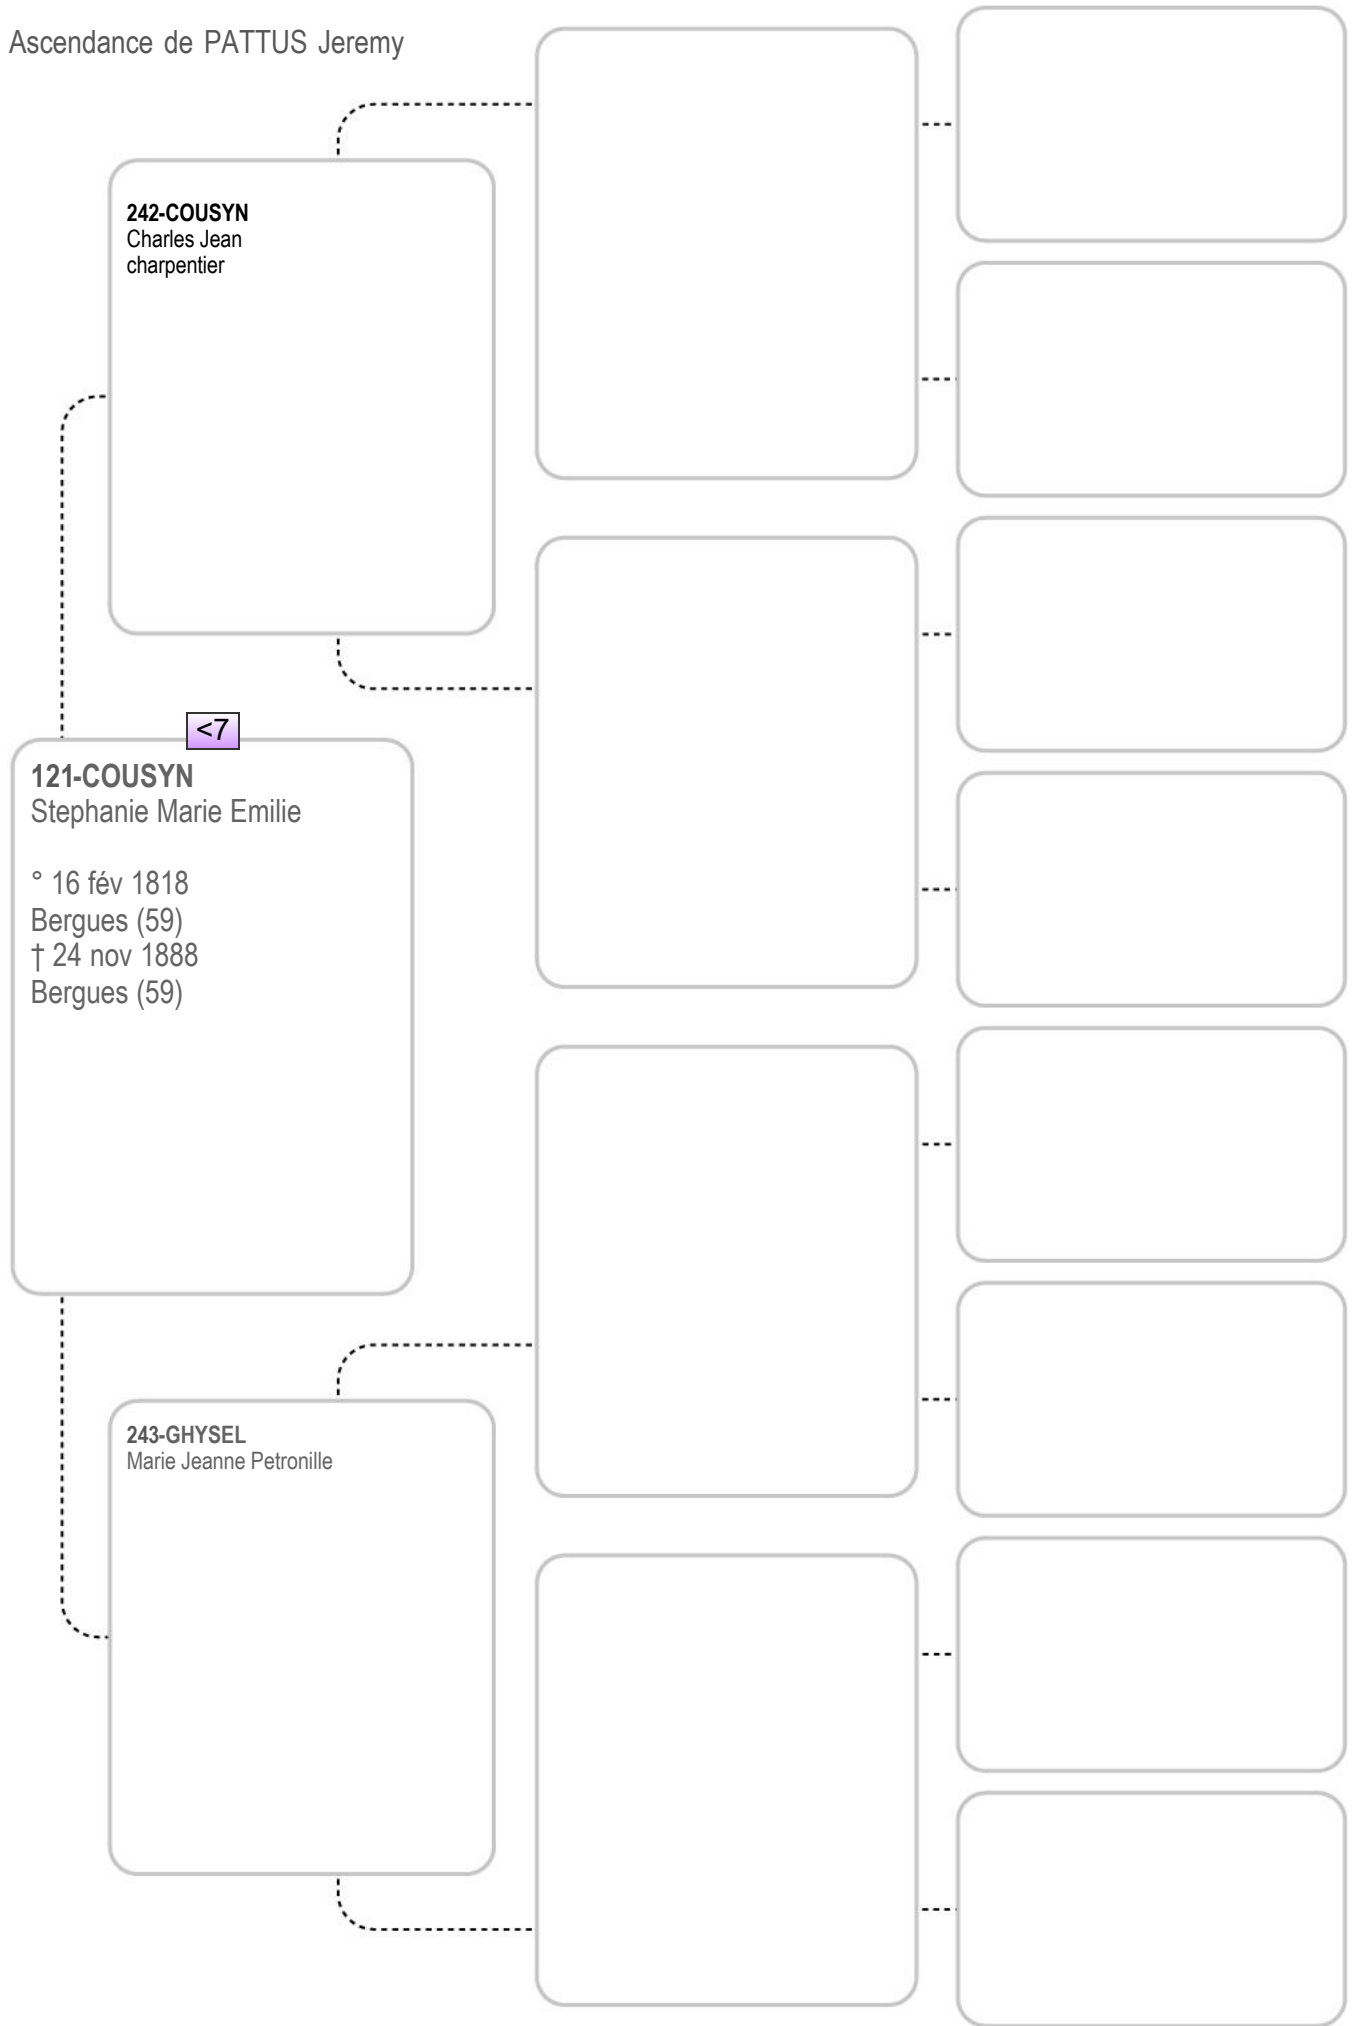 Ascendance de PATTUS Jeremy
242-COUSYN
Charles Jean
charpentier
<7
121-COUSYN
Stephanie Marie Emilie
° 16 fév 1818
Bergues (59)
† 24 nov 1888
Bergues (59)
243-GHYSEL
Marie Jeanne Petronille